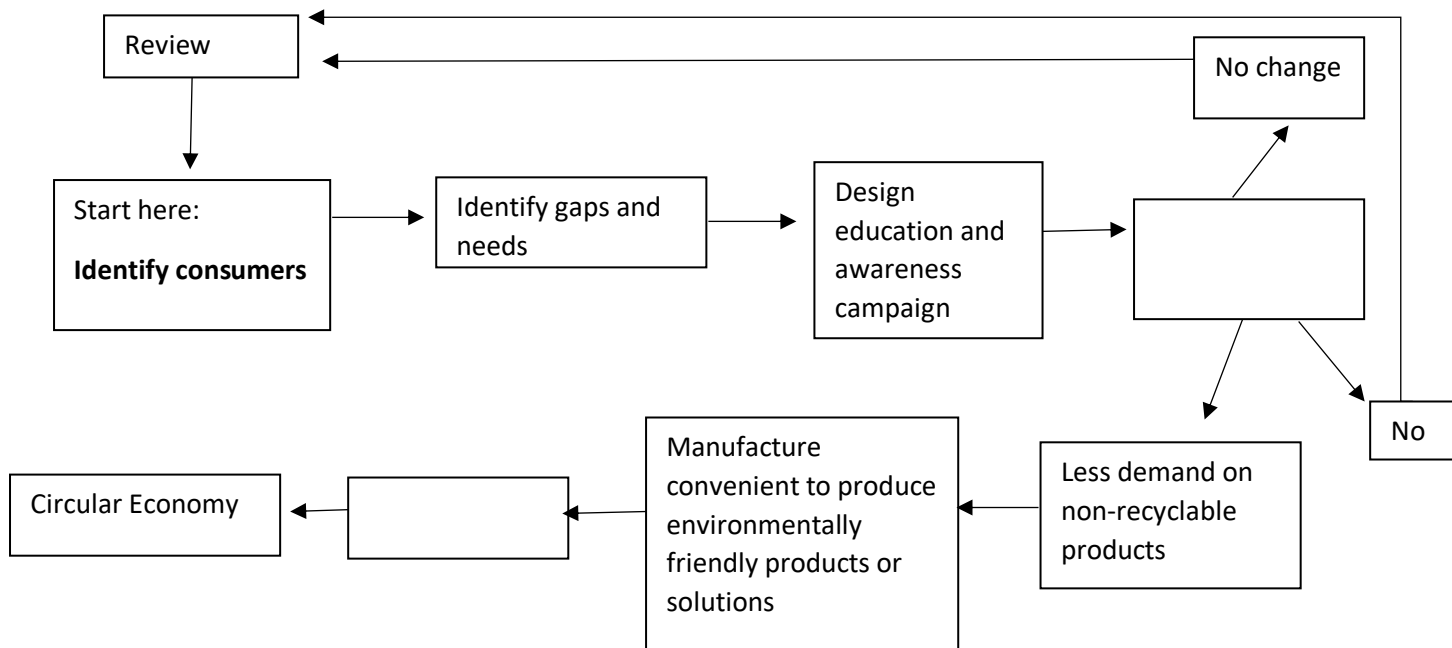 Review
No change
Start here:
Identify consumers
Identify gaps and
needs
Design
education and
awareness
campaign
No
Less demand on
non-recyclable
products
Manufacture
convenient to produce
environmentally
friendly products or
solutions
Circular Economy